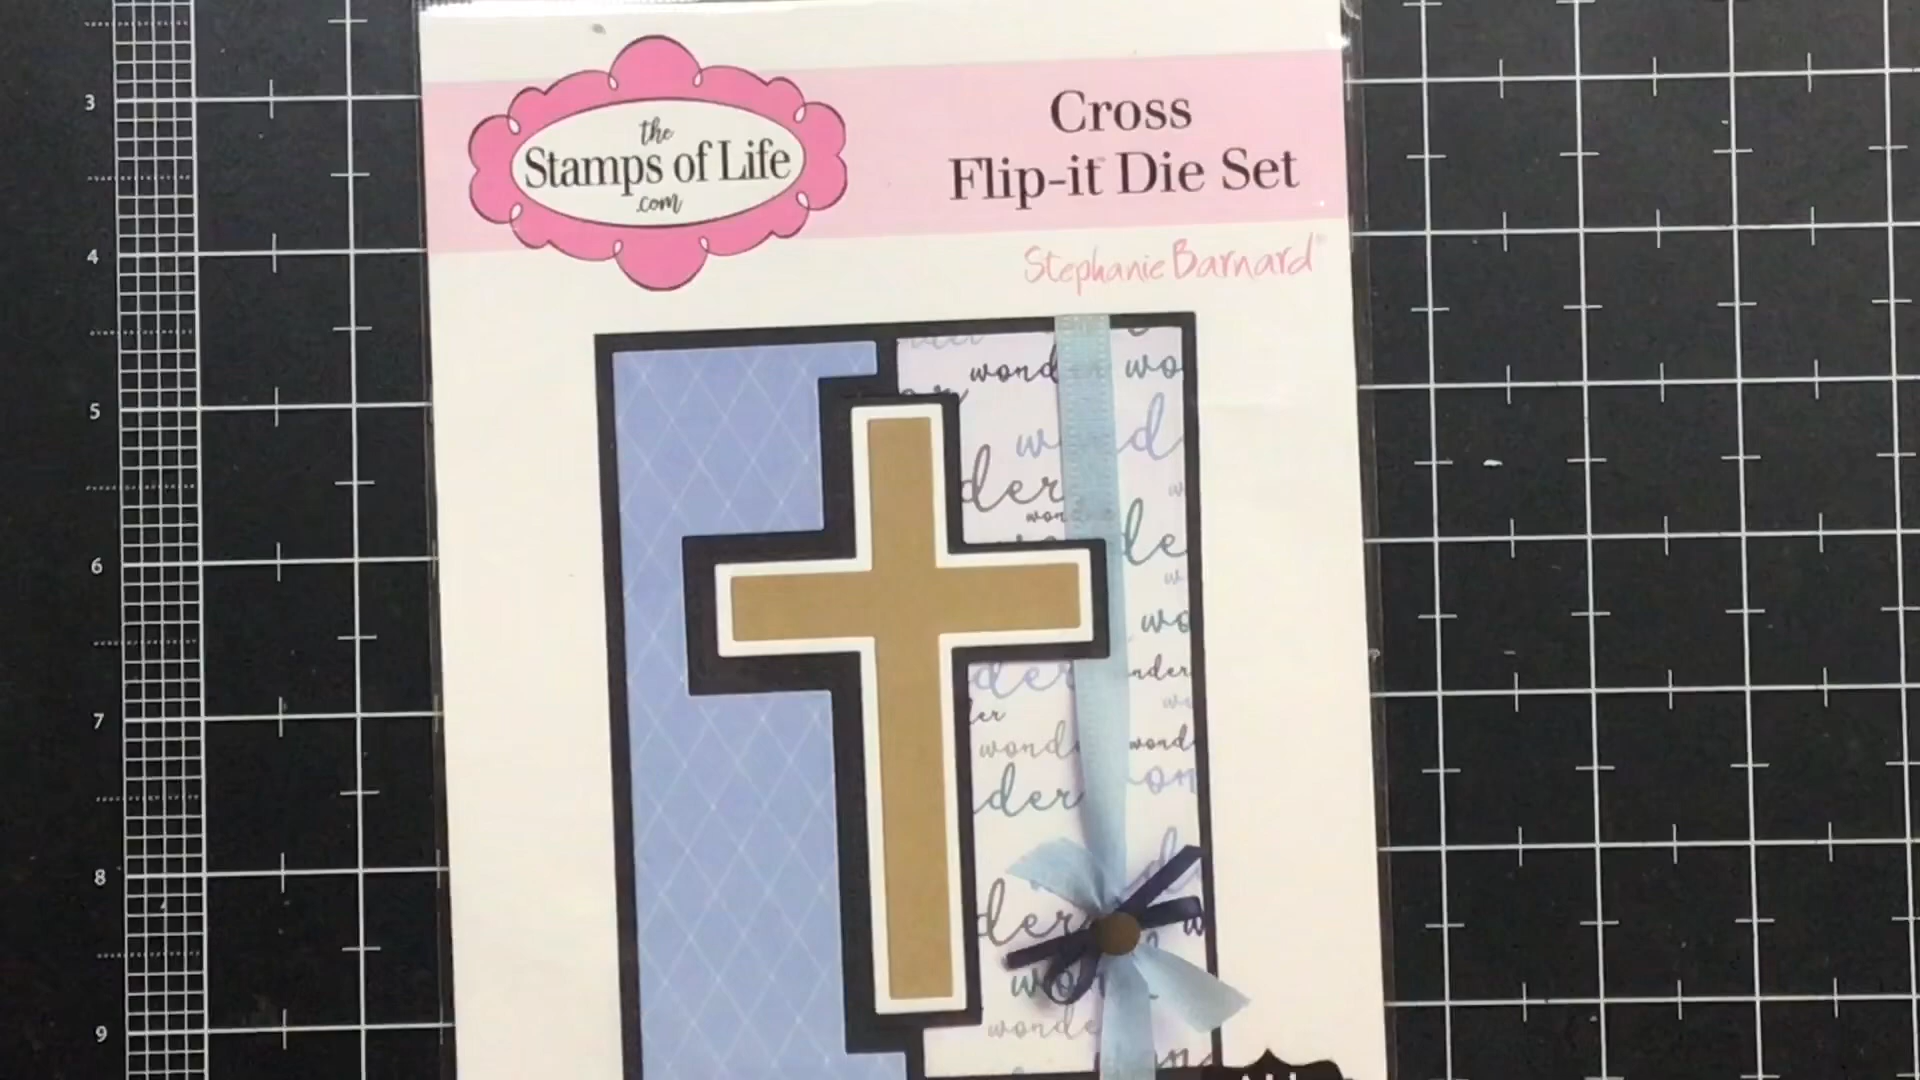 the
Stamps of Life
.com
Cross
Flip-it Die Set
Stephanie Barnard
3
4
5
6
7
8
9
wonder
wonder